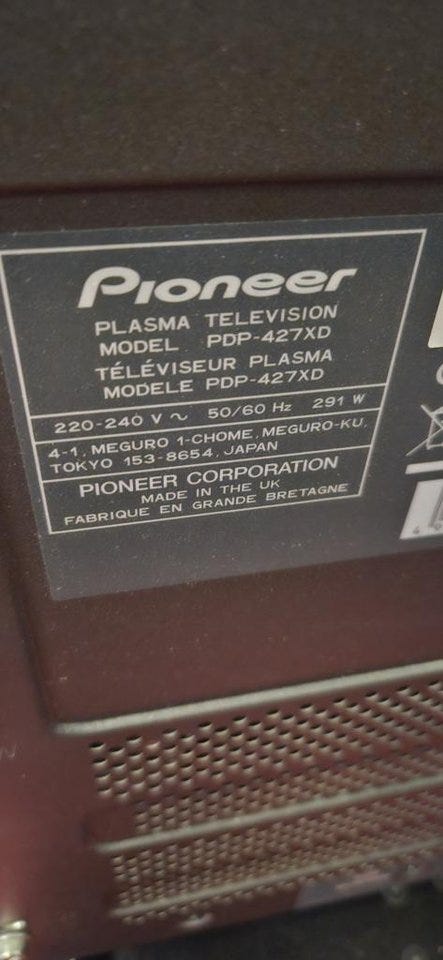 Pioneer
PLASMA TELEVISION
MODEL PDP-427XD
TÉLÉVISEUR PLASMA
MODELE PDP-427XD
220-240 V ~ 50/60 Hz 291 W
4-1, MEGURO 1-CHOME, MEGURO-KU,
TOKYO 153-8654, JAPAN
PIONEER CORPORATION
MADE IN THE UK
FABRIQUE EN GRANDE BRETAGNE